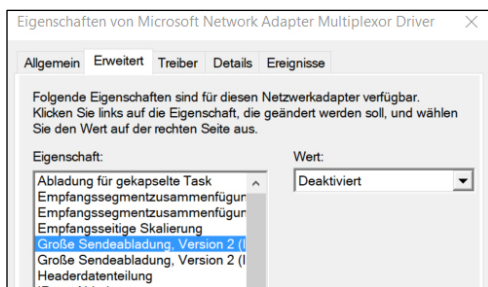 Eigenschaften von Microsoft Network Adapter Multiplexor Driver
Allgemein Erweitert Treiber Details Ereignisse
Folgende Eigenschaften sind für diesen Netzwerkadapter verfügbar.
Klicken Sie links auf die Eigenschaft, die geändert werden soll, und wählen
Sie den Wert auf der rechten Seite aus.
Eigenschaft: Wert:
Abladung für gekapselte Task Deaktiviert
Empfangssegmentzusammenfügur
Empfangssegmentzusammenfügur
Empfangsseitige Skalierung
Große Sendeabladung, Version 2 (I
Große Sendeabladung, Version 2 (I
Headerdatenteilung